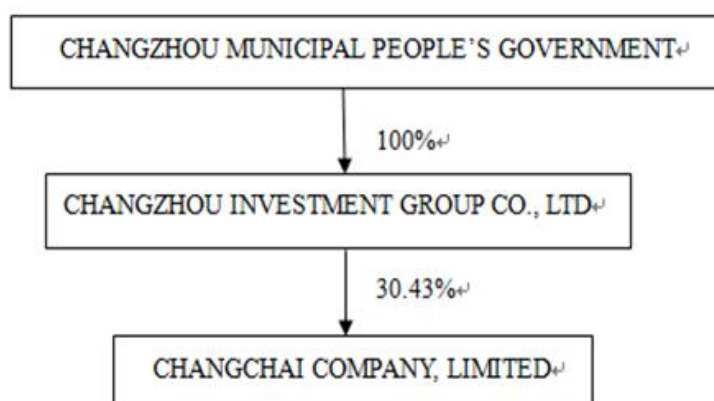 CHANGZHOU MUNICIPAL PEOPLE’S GOVERNMENT↵
100%↵
CHANGZHOU INVESTMENT GROUP CO., LTD↵
30.43%↵
CHANGCHAI COMPANY, LIMITED↵